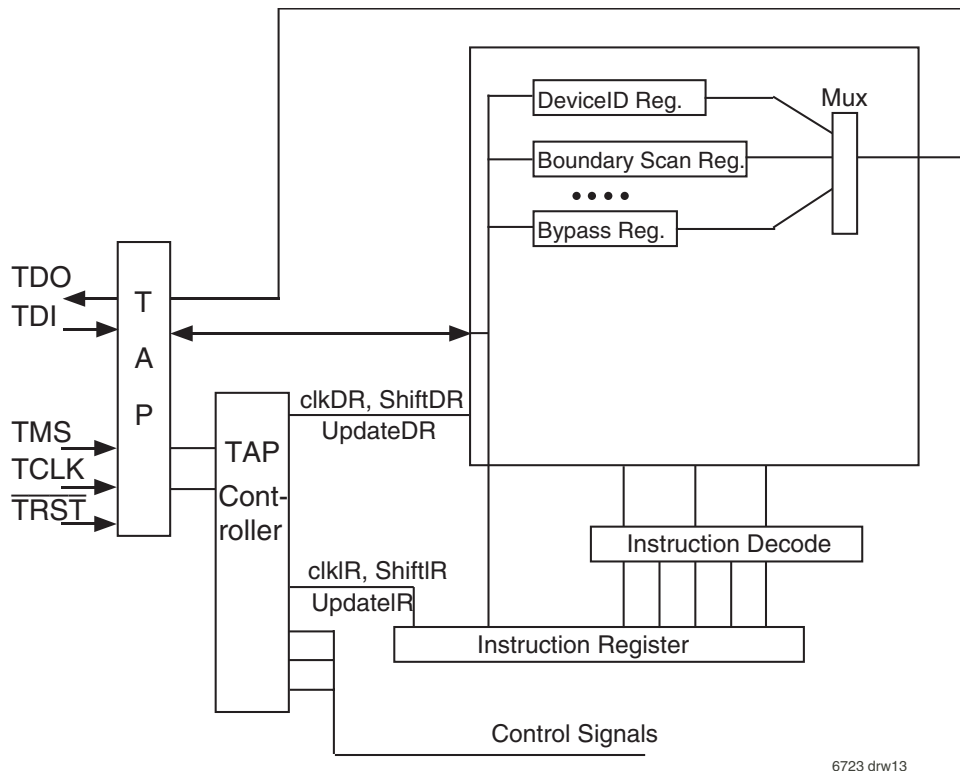 DeviceID Reg.
Mux
Boundary Scan Reg.
Bypass Reg.
TDO
TDI
T
A
P
TMS
TCLK
TRST
TAP
Cont-
roller
clkDR, ShiftDR
UpdateDR
Instruction Decode
clkIR, ShiftIR
UpdateIR
Instruction Register
Control Signals
6723 drw13